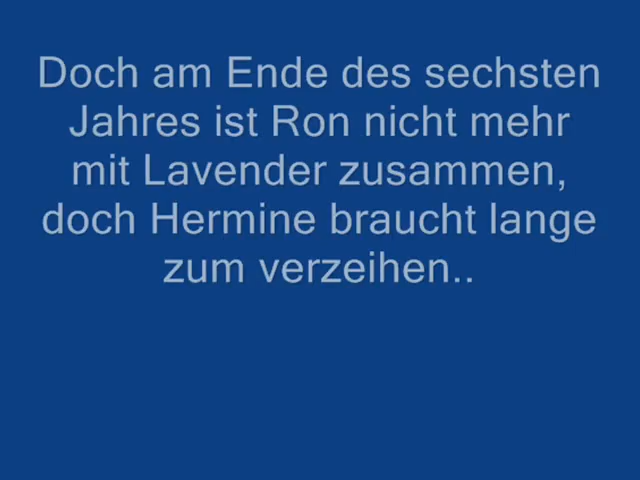 Doch am Ende des sechsten
Jahres ist Ron nicht mehr
mit Lavender zusammen,
doch Hermine braucht lange
zum verzeihen..